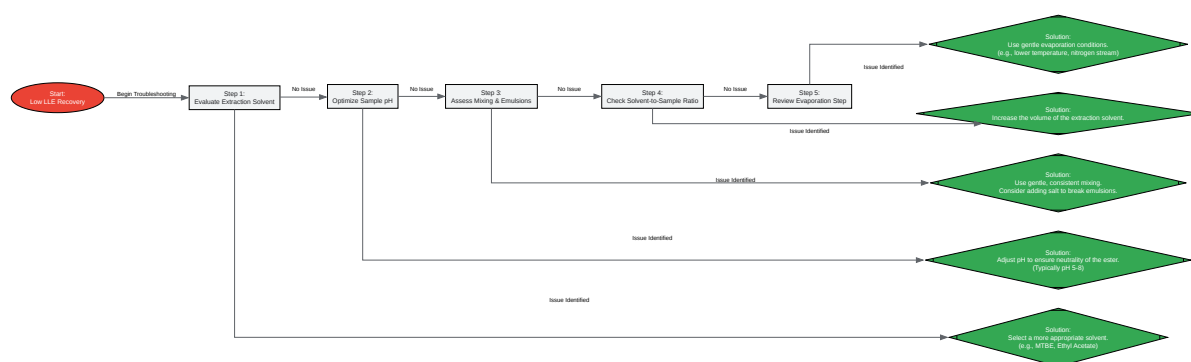 Start:
Low LLE Recovery
Begin Troubleshooting
Step 1:
Evaluate Extraction Solvent
No Issue
Step 2:
Optimize Sample pH
No Issue
Step 3:
Assess Mixing & Emulsions
No Issue
Step 4:
Check Solvent-to-Sample Ratio
No Issue
Step 5:
Review Evaporation Step
Issue Identified
Solution:
Use gentle evaporation conditions.
(e.g., lower temperature, nitrogen stream)
Issue Identified
Solution:
Increase the volume of the extraction solvent.
Issue Identified
Solution:
Use gentle, consistent mixing.
Consider adding salt to break emulsions.
Issue Identified
Solution:
Adjust pH to ensure neutrality of the ester.
(Typically pH 5-8)
Issue Identified
Solution:
Select a more appropriate solvent.
(e.g., MTBE, Ethyl Acetate)